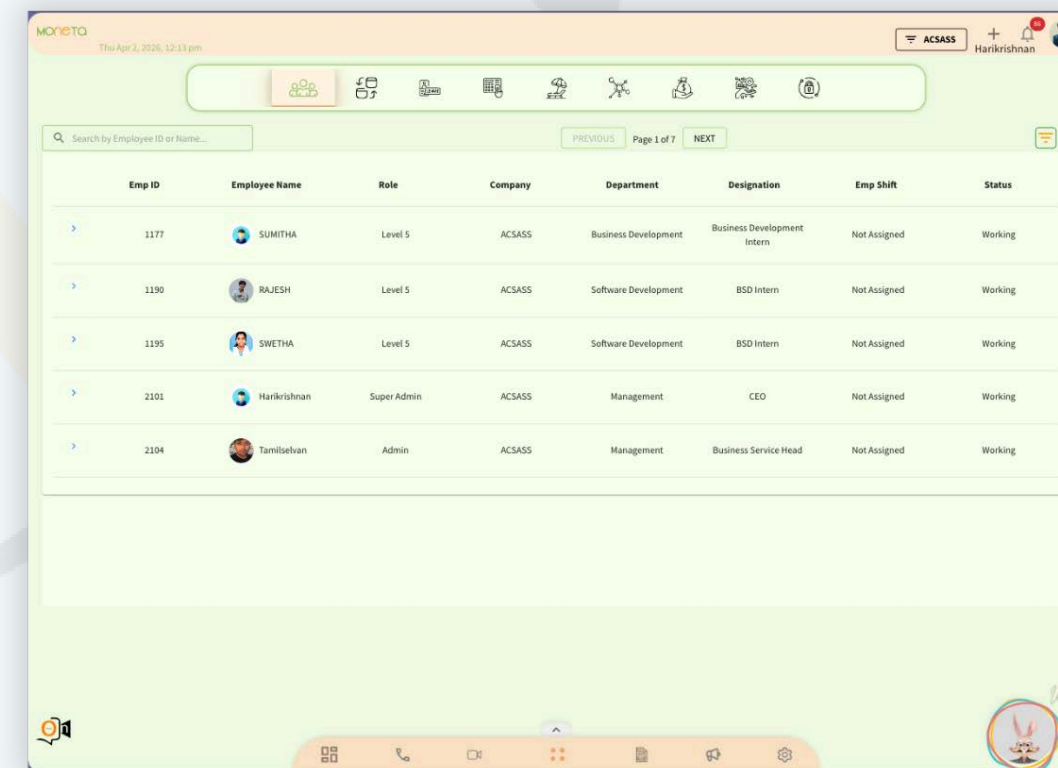 MONETA
Thu Apr 2, 2026, 12:13 pm
ACSASS
56
Harikrishnan
Search by Employee ID or Name...
PREVIOUS Page 1 of 7 NEXT
Emp ID Employee Name Role Company Department Designation Emp Shift Status
1177 SUMITHA Level 5 ACSASS Business Development Business Development Intern Not Assigned Working
1190 RAJESH Level 5 ACSASS Software Development BSD Intern Not Assigned Working
1195 SWETHA Level 5 ACSASS Software Development BSD Intern Not Assigned Working
2101 Harikrishnan Super Admin ACSASS Management CEO Not Assigned Working
2104 Tamilselvan Admin ACSASS Management Business Service Head Not Assigned Working